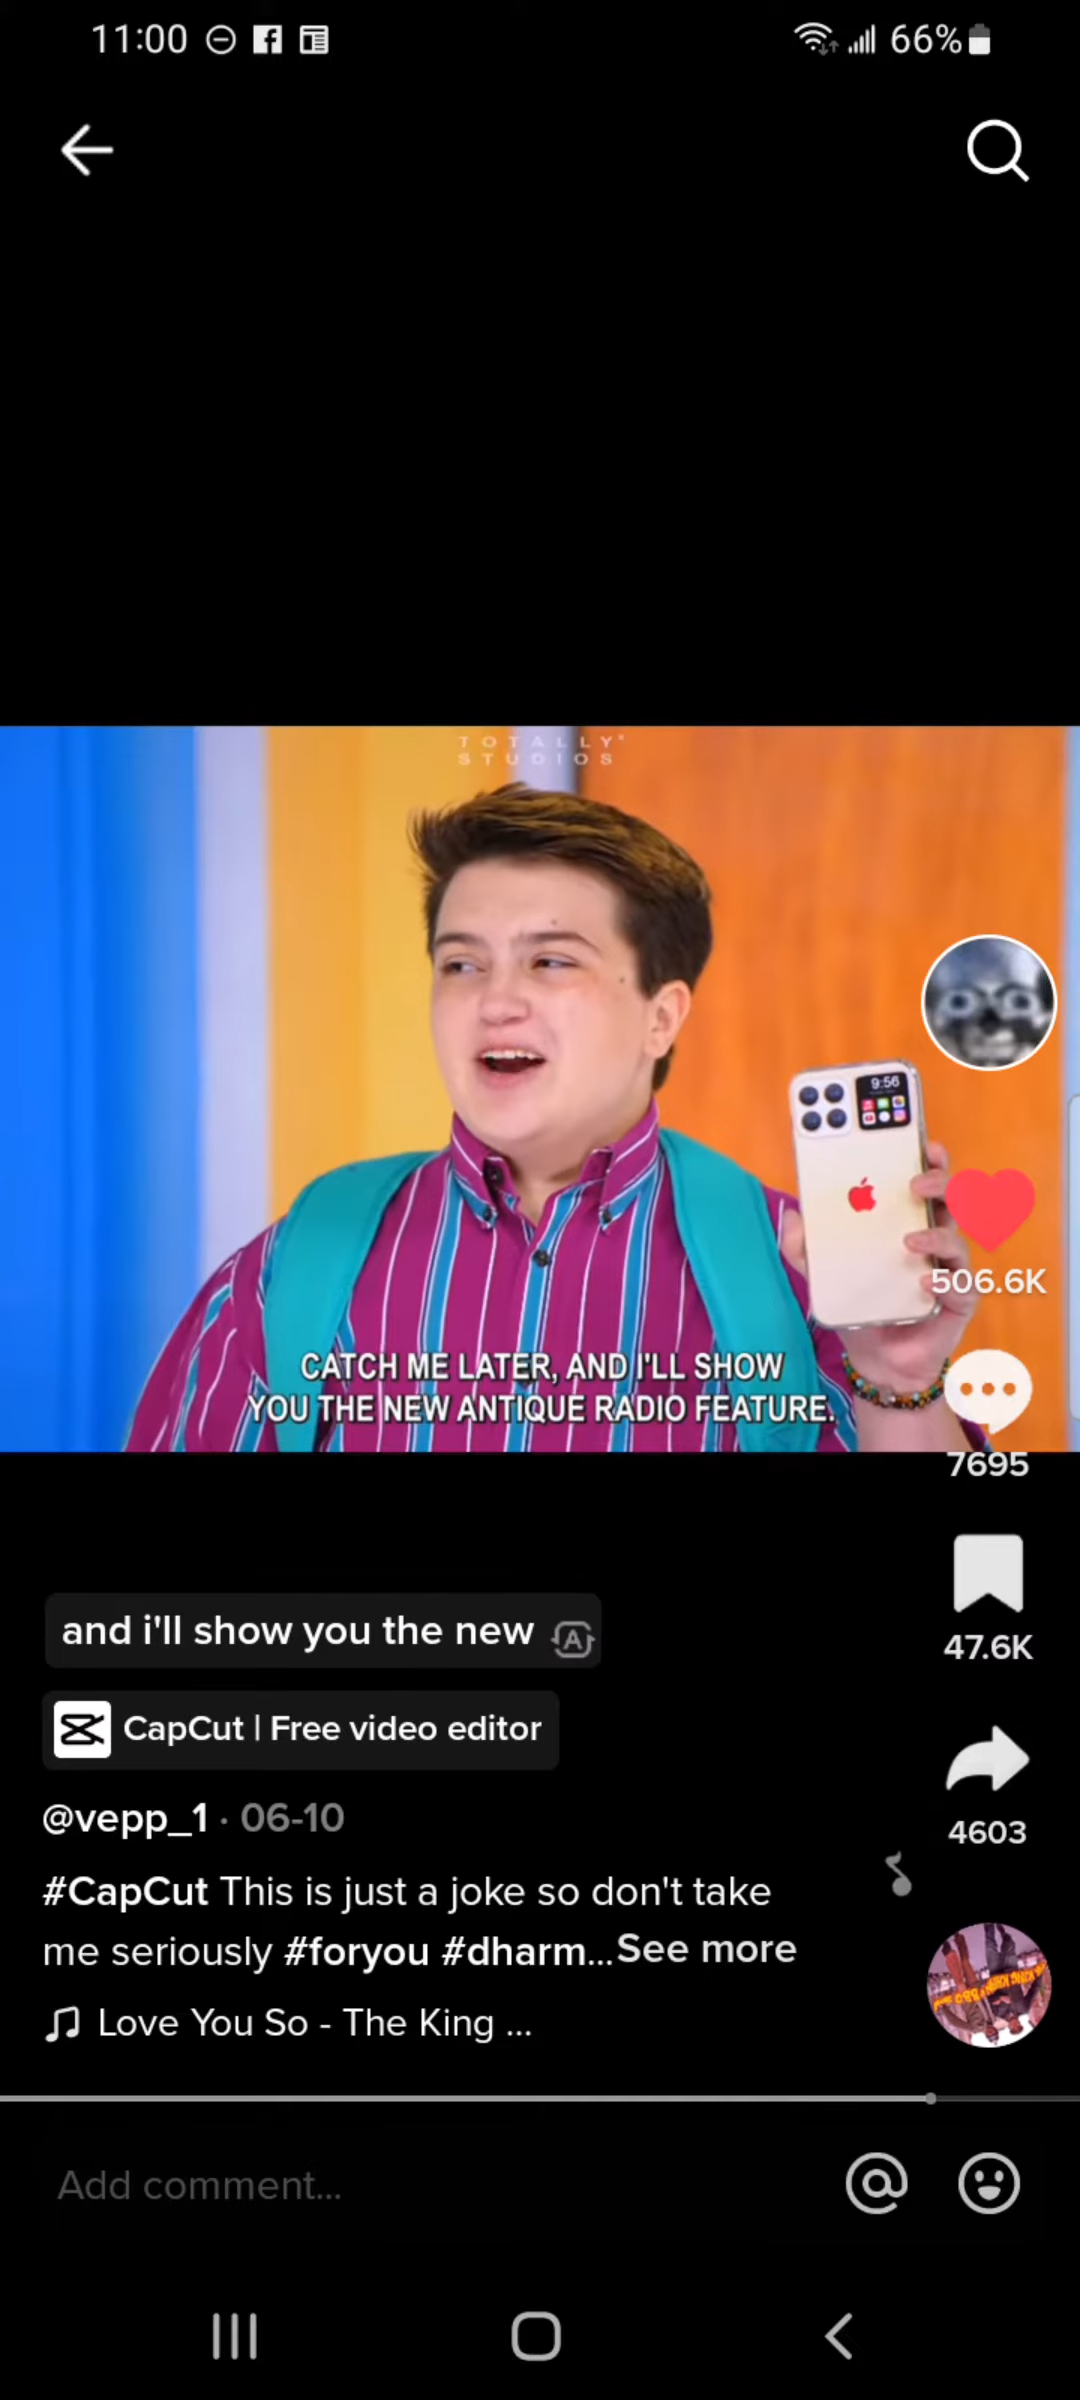 11:00
66%
TOTALLY
STUDIOS
9:56
506.6K
CATCH ME LATER, AND I'LL SHOW
YOU THE NEW ANTIQUE RADIO FEATURE.
7695
and i'll show you the new
A
47.6K
CapCut | Free video editor
@vepp_1 · 06-10
4603
#CapCut This is just a joke so don't take
me seriously #foryou #dharm...See more
Love You So - The King ...
Add comment...